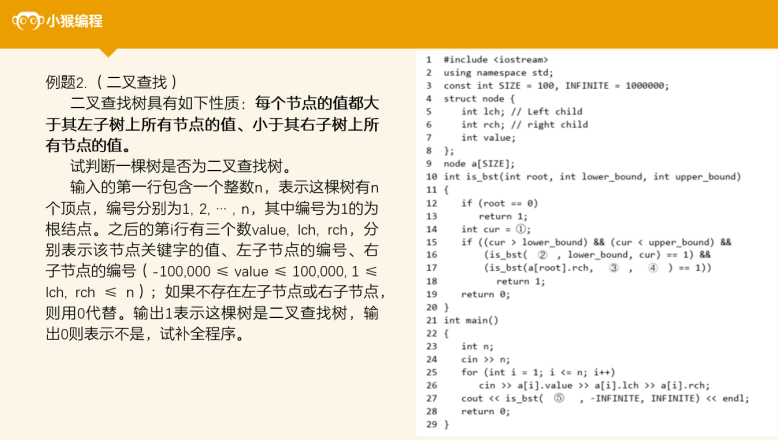 小猴编程
例题2.（二叉查找）
二叉查找树具有如下性质：每个节点的值都大
于其左子树上所有节点的值、小于其右子树上所
有节点的值。
试判断一棵树是否为二叉查找树。
输入的第一行包含一个整数n，表示这棵树有n
个顶点，编号分别为1, 2, … , n，其中编号为1的为
根结点。之后的第i行有三个数value, lch, rch，分
别表示该节点关键字的值、左子节点的编号、右
子节点的编号（-100,000 ≤ value ≤ 100,000, 1 ≤
lch, rch ≤ n）；如果不存在左子节点或右子节点，
则用0代替。输出1表示这棵树是二叉查找树，输
出0则表示不是，试补全程序。
1 #include <iostream>
2 using namespace std;
3 const int SIZE = 100, INFINITE = 1000000;
4 struct node {
5 int lch; // Left child
6 int rch; // right child
7 int value;
8 };
9 node a[SIZE];
10 int is_bst(int root, int lower_bound, int upper_bound)
11 {
12 if (root == 0)
13 return 1;
14 int cur = ①;
15 if ((cur > lower_bound) && (cur < upper_bound) &&
16 (is_bst( ② , lower_bound, cur) == 1) &&
17 (is_bst(a[root].rch, ③ , ④ ) == 1))
18 return 1;
19 return 0;
20 }
21 int main()
22 {
23 int n;
24 cin >> n;
25 for (int i = 1; i <= n; i++)
26 cin >> a[i].value >> a[i].lch >> a[i].rch;
27 cout << is_bst( ⑤ , -INFINITE, INFINITE) << endl;
28 return 0;
29 }